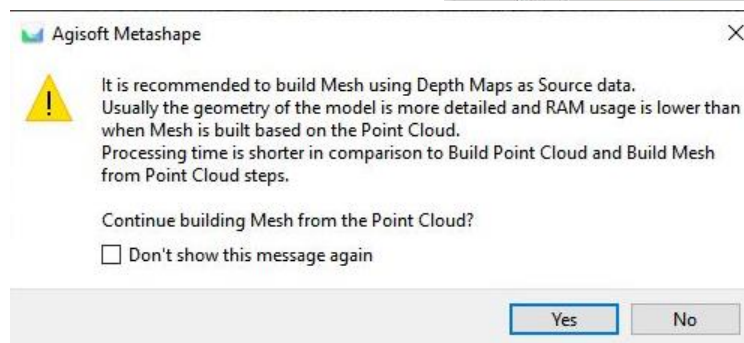 Agisoft Metashape
It is recommended to build Mesh using Depth Maps as Source data.
Usually the geometry of the model is more detailed and RAM usage is lower than
when Mesh is built based on the Point Cloud.
Processing time is shorter in comparison to Build Point Cloud and Build Mesh
from Point Cloud steps.
Continue building Mesh from the Point Cloud?
Don't show this message again
Yes No